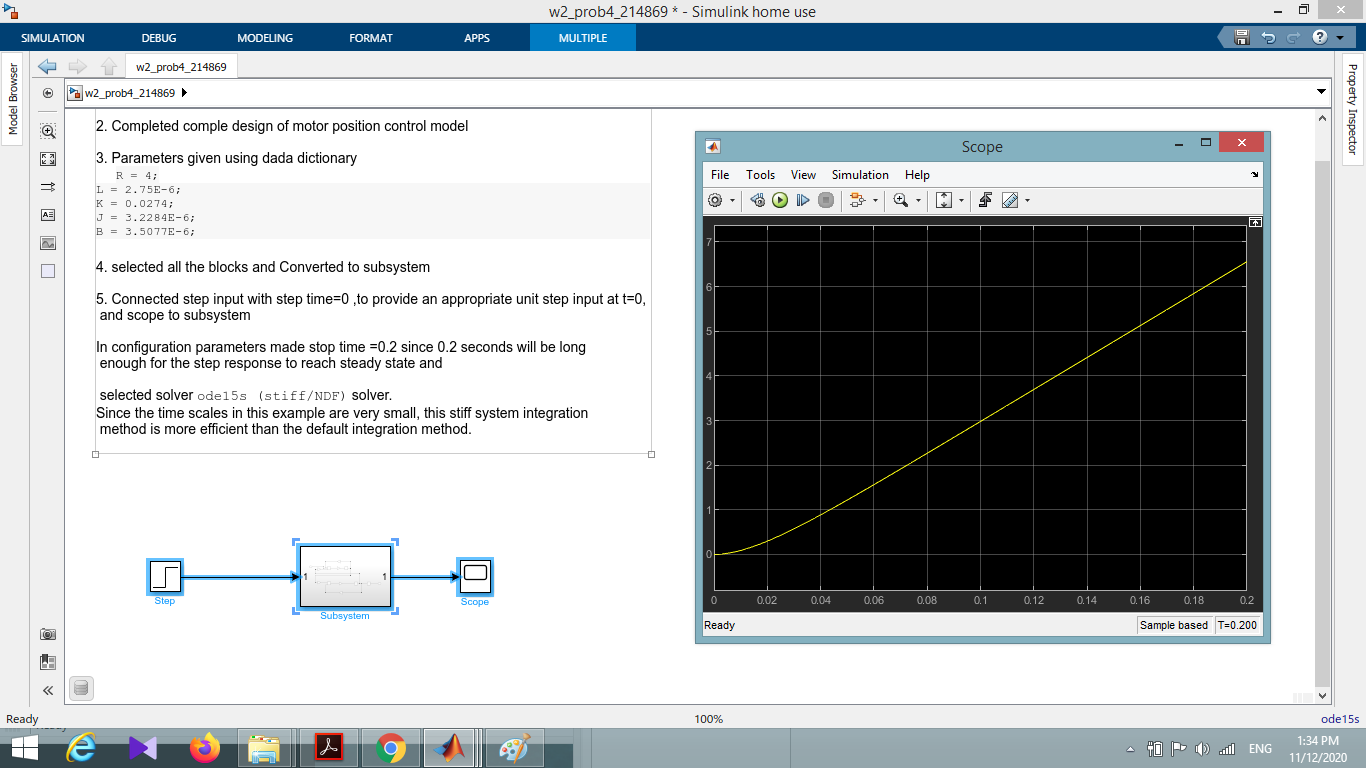 w2_prob4_214869 * - Simulink home use
SIMULATION
DEBUG
MODELING
FORMAT
APPS
MULTIPLE
w2_prob4_214869
w2_prob4_214869
Model Browser
Property Inspector
2. Completed comple design of motor position control model
3. Parameters given using dada dictionary
R = 4;
L = 2.75E-6;
K = 0.0274;
J = 3.2284E-6;
B = 3.5077E-6;
4. selected all the blocks and Converted to subsystem
5. Connected step input with step time=0 ,to provide an appropriate unit step input at t=0,
and scope to subsystem
In configuration parameters made stop time =0.2 since 0.2 seconds will be long
enough for the step response to reach steady state and
selected solver ode15s (stiff/NDF) solver.
Since the time scales in this example are very small, this stiff system integration
method is more efficient than the default integration method.
Step
1
1
Subsystem
Scope
Scope
File
Tools
View
Simulation
Help
7
6
5
4
3
2
1
0
0
0.02
0.04
0.06
0.08
0.1
0.12
0.14
0.16
0.18
0.2
Ready
Sample based
T=0.200
Ready
100%
ode15s
ENG
1:34 PM
11/12/2020